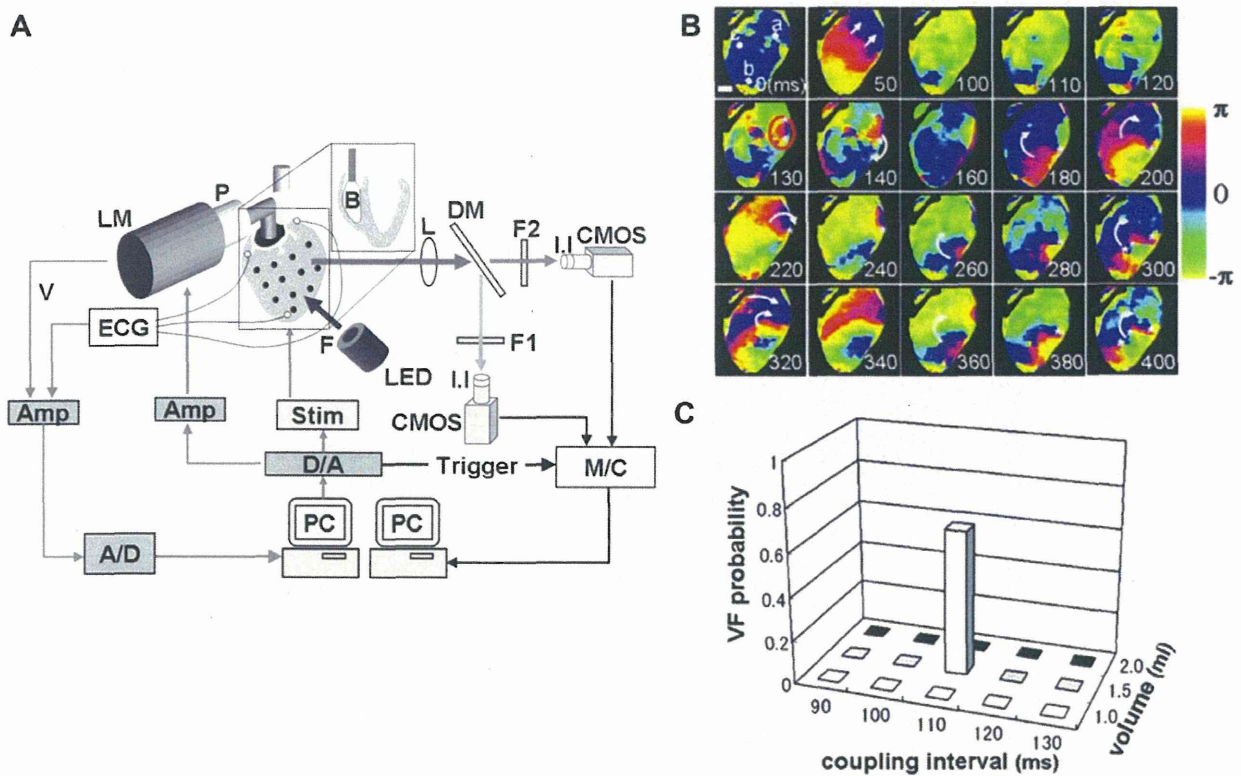 A
LM
P
B
DM
L
F2
I.I
CMOS
V
ECG
F
LED
F1
I.I
CMOS
Amp
Amp
Stim
D/A
Trigger
M/C
PC
PC
A/D
B
a
c
b
0(ms)
50
100
110
120
130
140
160
180
200
220
240
260
280
300
320
340
360
380
400
π
0
-π
C
VF probability
1
0.8
0.6
0.4
0.2
0
90
100
110
120
130
coupling interval (ms)
2.0
1.5
1.0
volume (ml)